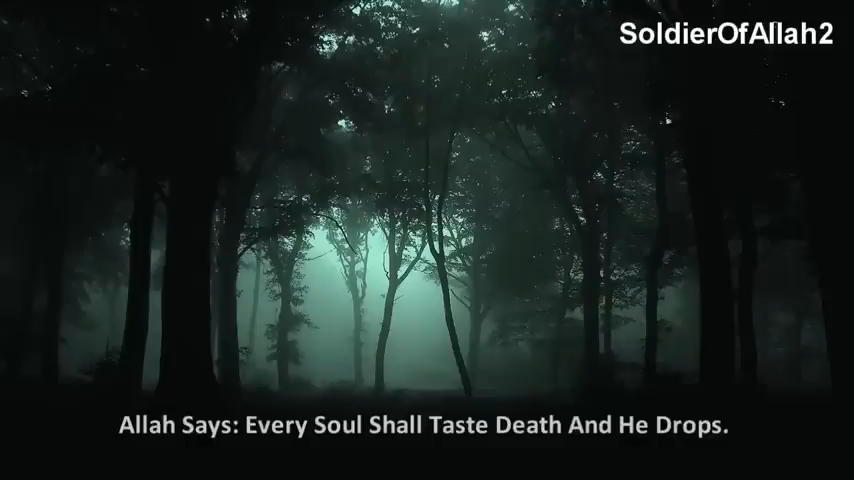 SoldierOfAllah2
Allah Says: Every Soul Shall Taste Death And He Drops.